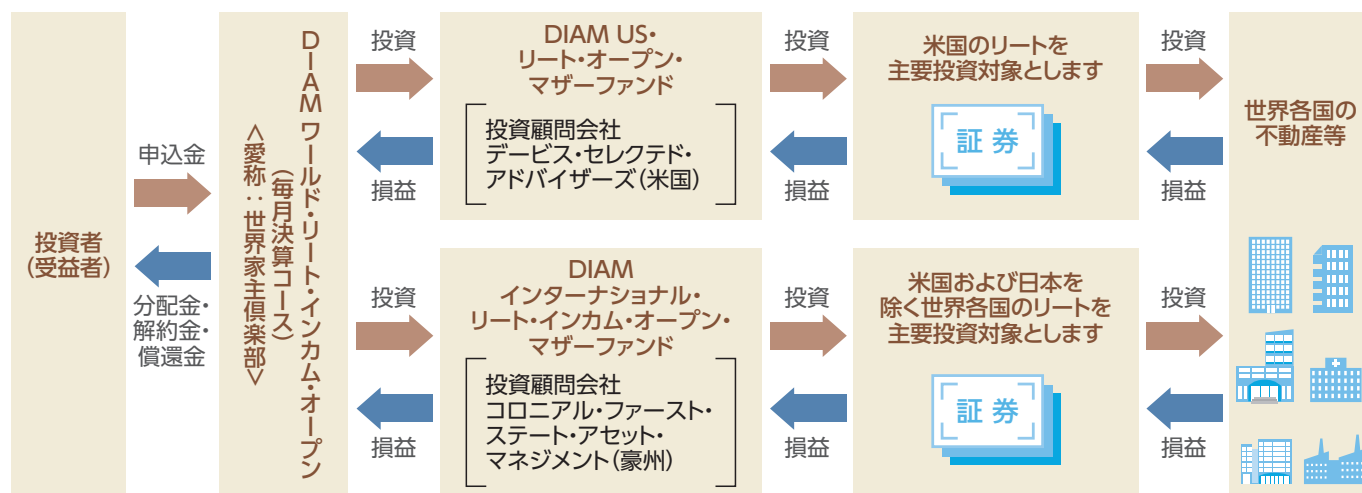 投資者
(受益者)
申込金
分配金・
解約金・
償還金
DIAMワールド・リート・インカム・オープン
(毎月決算コース)
<愛称:世界家主倶楽部>
投資
損益
DIAM US・
リート・オープン・
マザーファンド
投資顧問会社
デービス・セレクテド・
アドバイザーズ(米国)
投資
損益
米国のリートを
主要投資対象とします
証券
投資
損益
投資
損益
DIAM
インターナショナル・
リート・インカム・オープン・
マザーファンド
投資顧問会社
コロニアル・ファースト・
ステート・アセット・
マネジメント(豪州)
投資
損益
米国および日本を
除く世界各国のリートを
主要投資対象とします
証券
投資
損益
世界各国の
不動産等